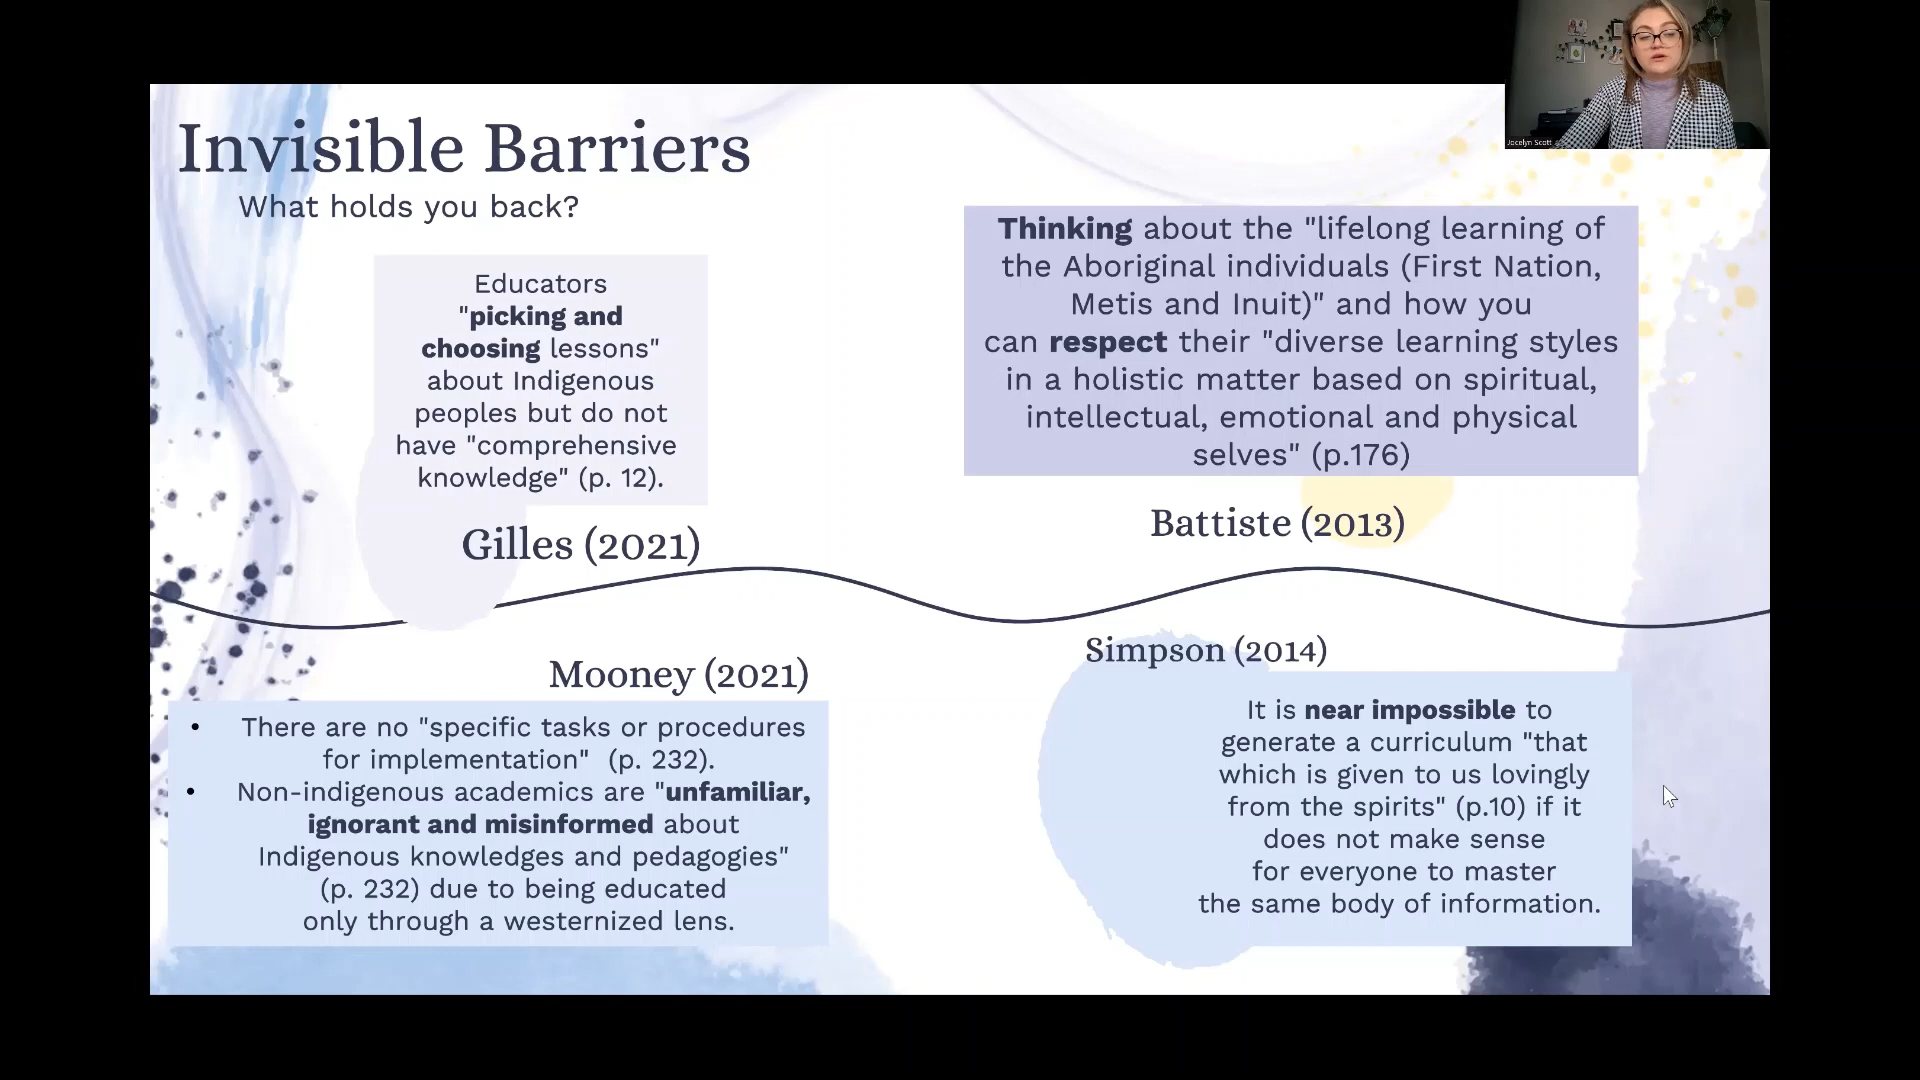 Invisible Barriers
What holds you back?
Educators
"picking and
choosing lessons"
about Indigenous
peoples but do not
have "comprehensive
knowledge" (p. 12).
Gilles (2021)
Thinking about the "lifelong learning of
the Aboriginal individuals (First Nation,
Metis and Inuit)" and how you
can respect their "diverse learning styles
in a holistic matter based on spiritual,
intellectual, emotional and physical
selves" (p.176)
Battiste (2013)
Mooney (2021)
• There are no "specific tasks or procedures
for implementation" (p. 232).
• Non-indigenous academics are "unfamiliar,
ignorant and misinformed about
Indigenous knowledges and pedagogies"
(p. 232) due to being educated
only through a westernized lens.
Simpson (2014)
It is near impossible to
generate a curriculum "that
which is given to us lovingly
from the spirits" (p.10) if it
does not make sense
for everyone to master
the same body of information.
Jocelyn Scott